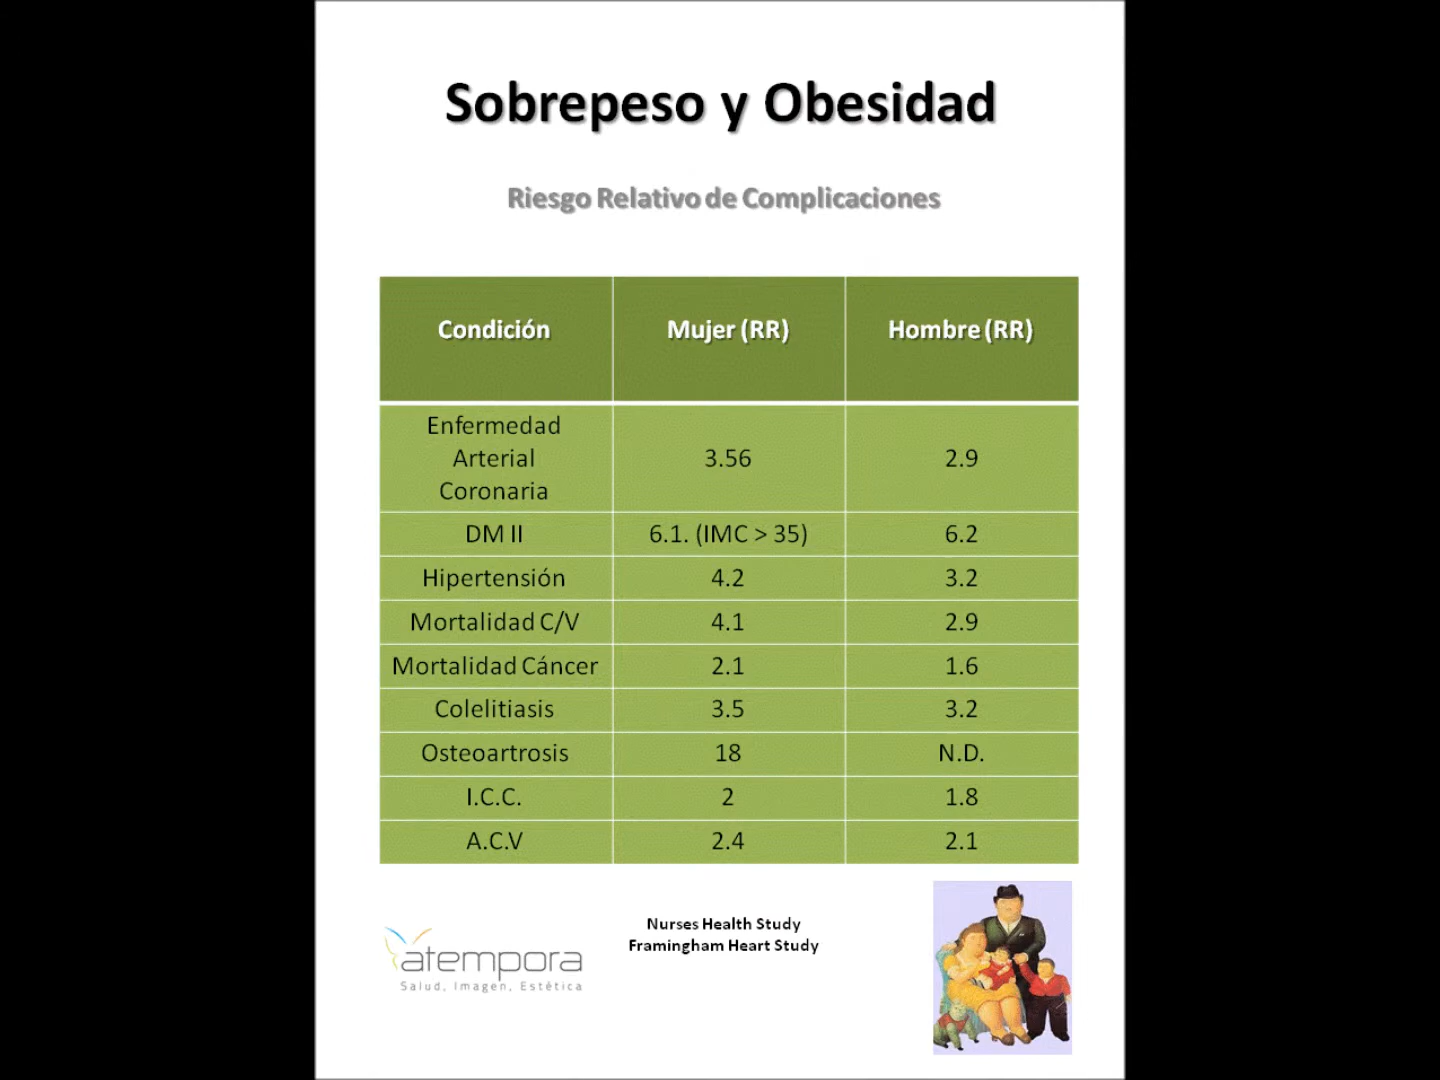 Sobrepeso y Obesidad
Riesgo Relativo de Complicaciones
Condición Mujer (RR) Hombre (RR)
Enfermedad
Arterial
Coronaria
3.56 2.9
DM II 6.1. (IMC > 35) 6.2
Hipertensión 4.2 3.2
Mortalidad C/V 4.1 2.9
Mortalidad Cáncer 2.1 1.6
Colelitiasis 3.5 3.2
Osteoartrosis 18 N.D.
I.C.C. 2 1.8
A.C.V 2.4 2.1
Nurses Health Study
Framingham Heart Study
atempora
Salud, Imagen, Estética